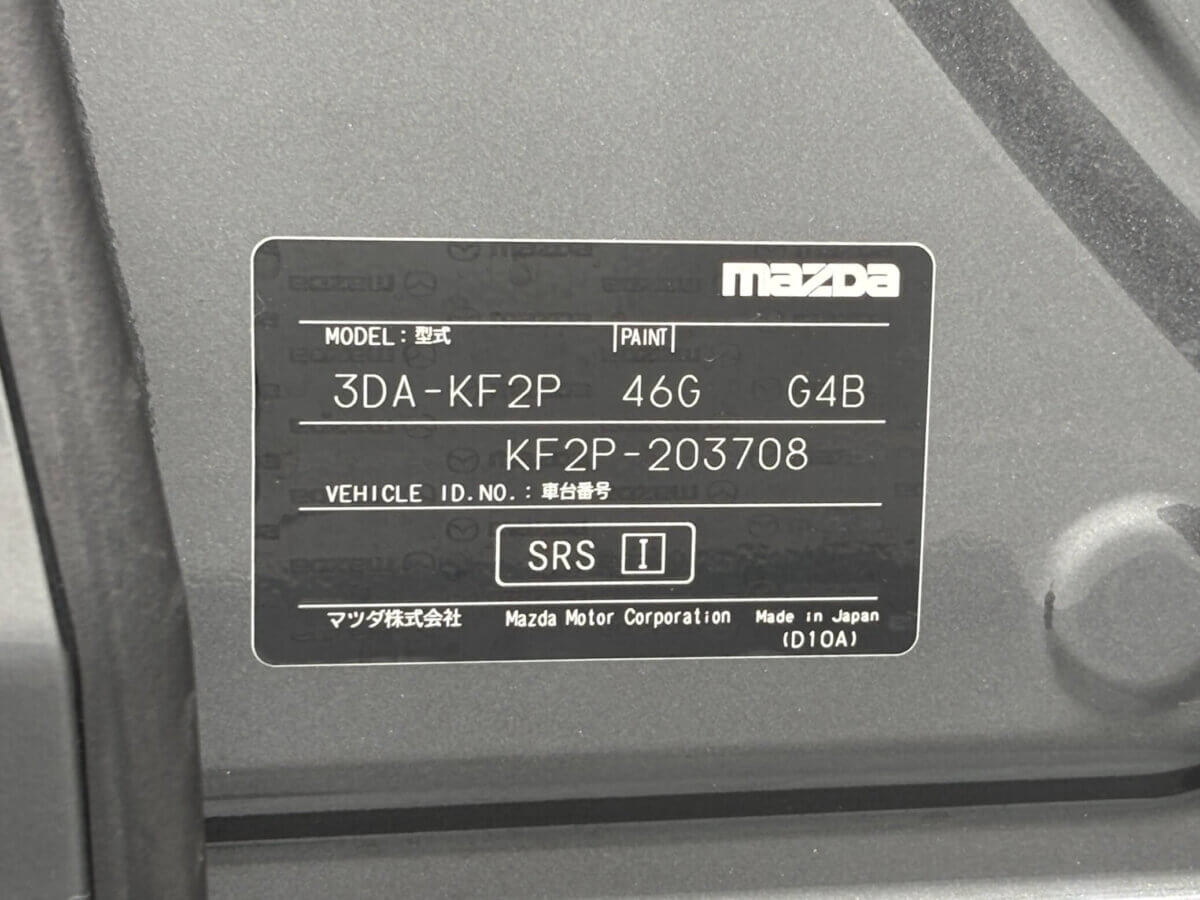 mazda
MODEL:型式 PAINT
3DA-KF2P 46G G4B
KF2P-203708
VEHICLE ID.NO.:車台番号
SRS I
マツダ株式会社 Mazda Motor Corporation Made in Japan
(D10A)